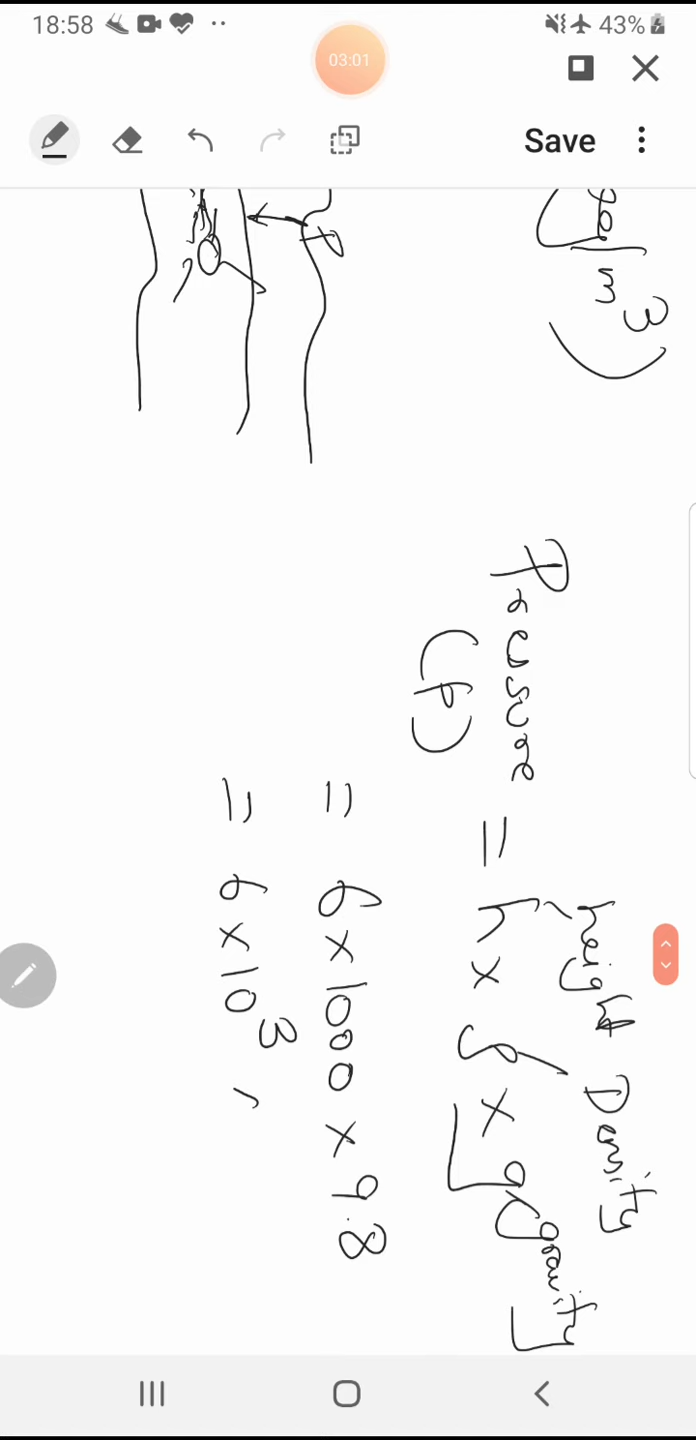 18:58
43%
03:01
Save
kg/m³)
P
height Density
Pressure = h x ρ x g (gravity)
(P)
= 6 x 1000 x 9.8
= 6 x 10³